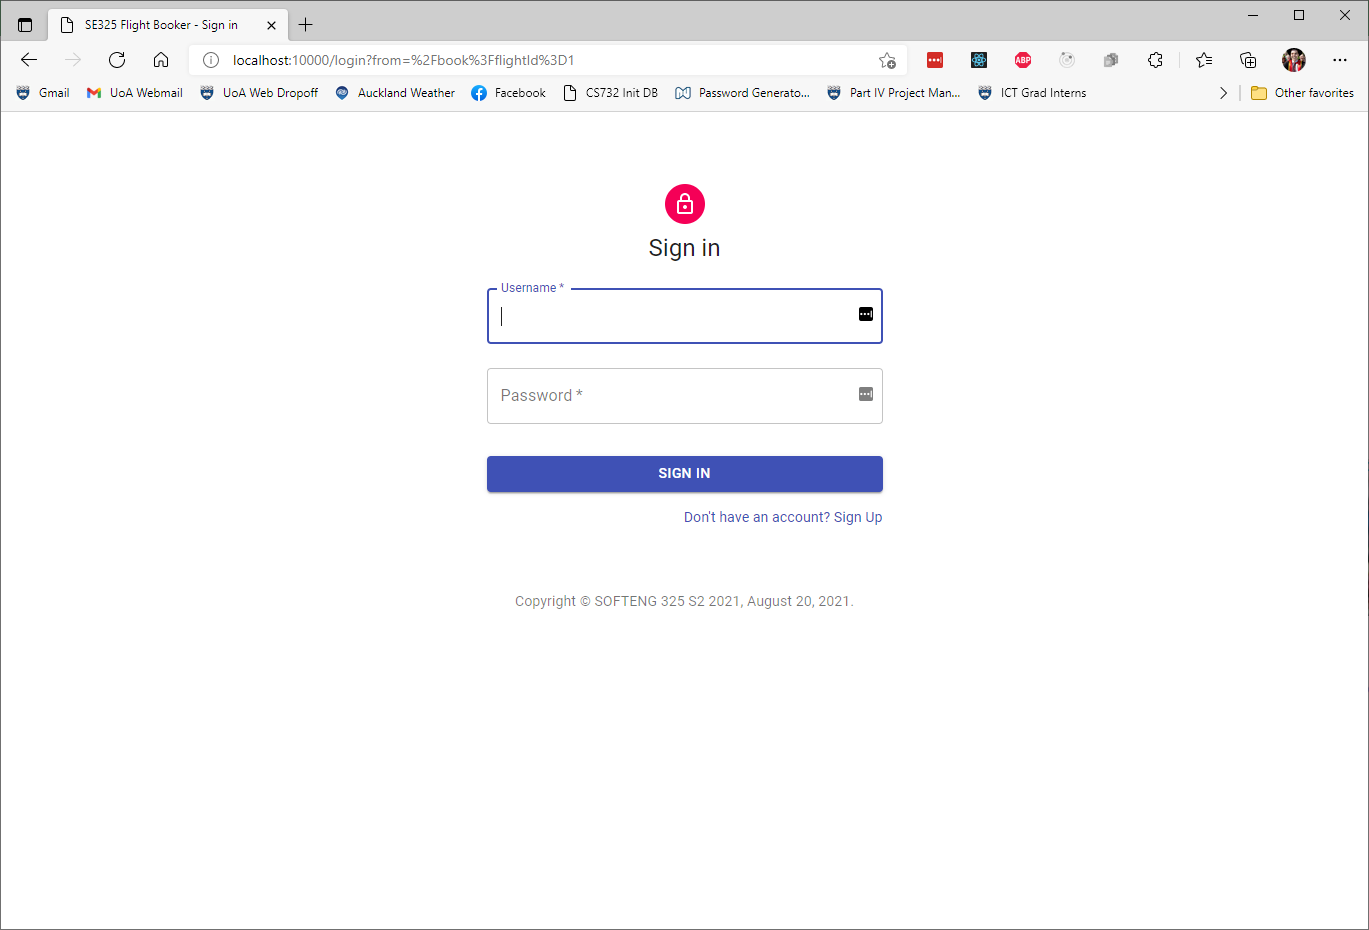 SE325 Flight Booker - Sign in
localhost:10000/login?from=%2Fbook%3FflightId%3D1
ABP
Gmail UoA Webmail UoA Web Dropoff Auckland Weather Facebook CS732 Init DB Password Generato... Part IV Project Man... ICT Grad Interns Other favorites
Sign in
Username *
Password *
SIGN IN
Don't have an account? Sign Up
Copyright © SOFTENG 325 S2 2021, August 20, 2021.